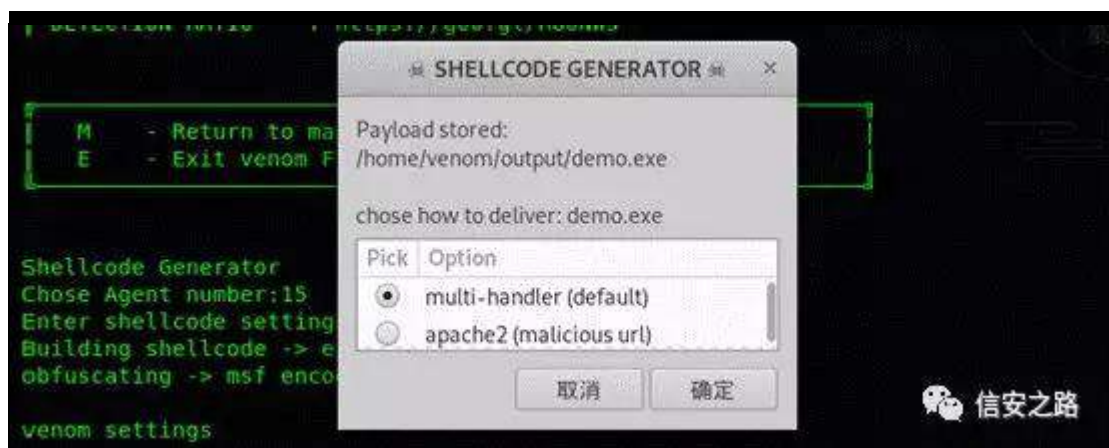 SHELLCODE GENERATOR
M - Return to ma
E - Exit venom F
Payload stored:
/home/venom/output/demo.exe
chose how to deliver: demo.exe
Pick Option
multi-handler (default)
apache2 (malicious url)
取消 确定
Shellcode Generator
Chose Agent number:15
Enter shellcode setting
Building shellcode -> e
obfuscating -> msf enco
venom settings
信安之路